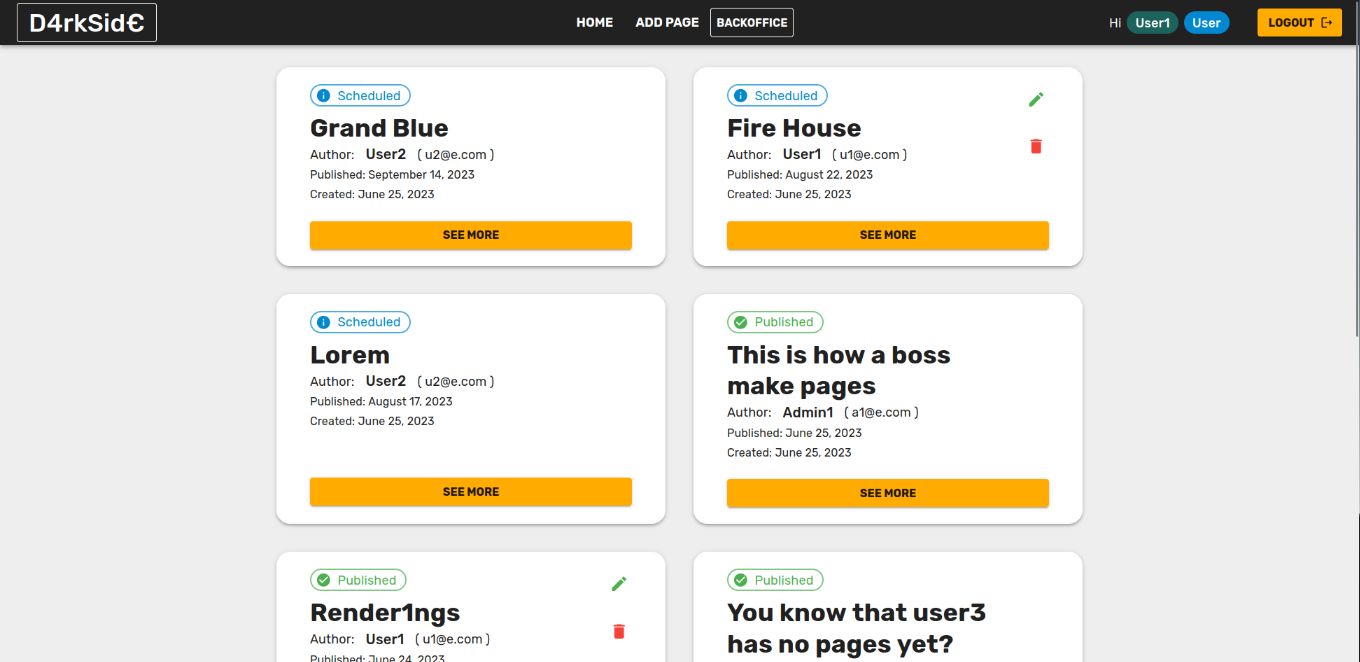 D4rkSid€
HOME ADD PAGE BACKOFFICE
Hi User1 User
LOGOUT
Scheduled
Grand Blue
Author: User2 ( u2@e.com )
Published: September 14, 2023
Created: June 25, 2023
SEE MORE
Scheduled
Fire House
Author: User1 ( u1@e.com )
Published: August 22, 2023
Created: June 25, 2023
SEE MORE
Scheduled
Lorem
Author: User2 ( u2@e.com )
Published: August 17, 2023
Created: June 25, 2023
SEE MORE
Published
This is how a boss
make pages
Author: Admin1 ( a1@e.com )
Published: June 25, 2023
Created: June 25, 2023
SEE MORE
Published
Render1ngs
Author: User1 ( u1@e.com )
Published: June 24, 2023
Published
You know that user3
has no pages yet?